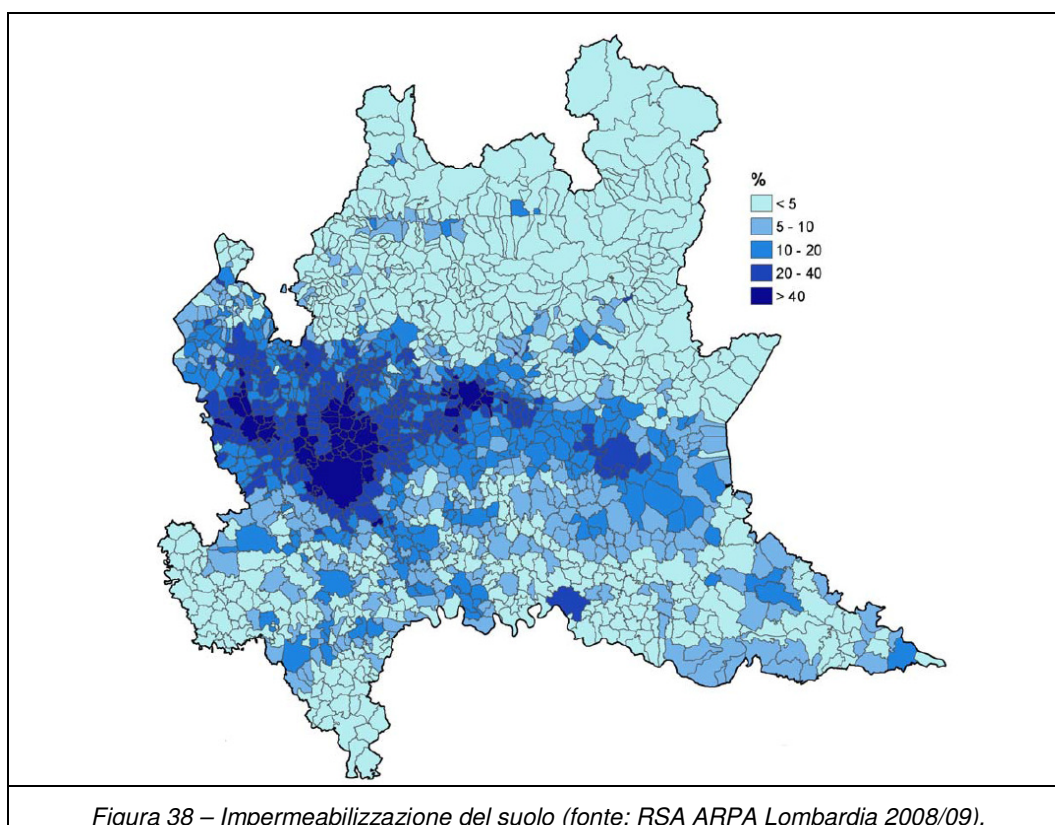 %
< 5
5 - 10
10 - 20
20 - 40
> 40
Figura 38 – Impermeabilizzazione del suolo (fonte: RSA ARPA Lombardia 2008/09).